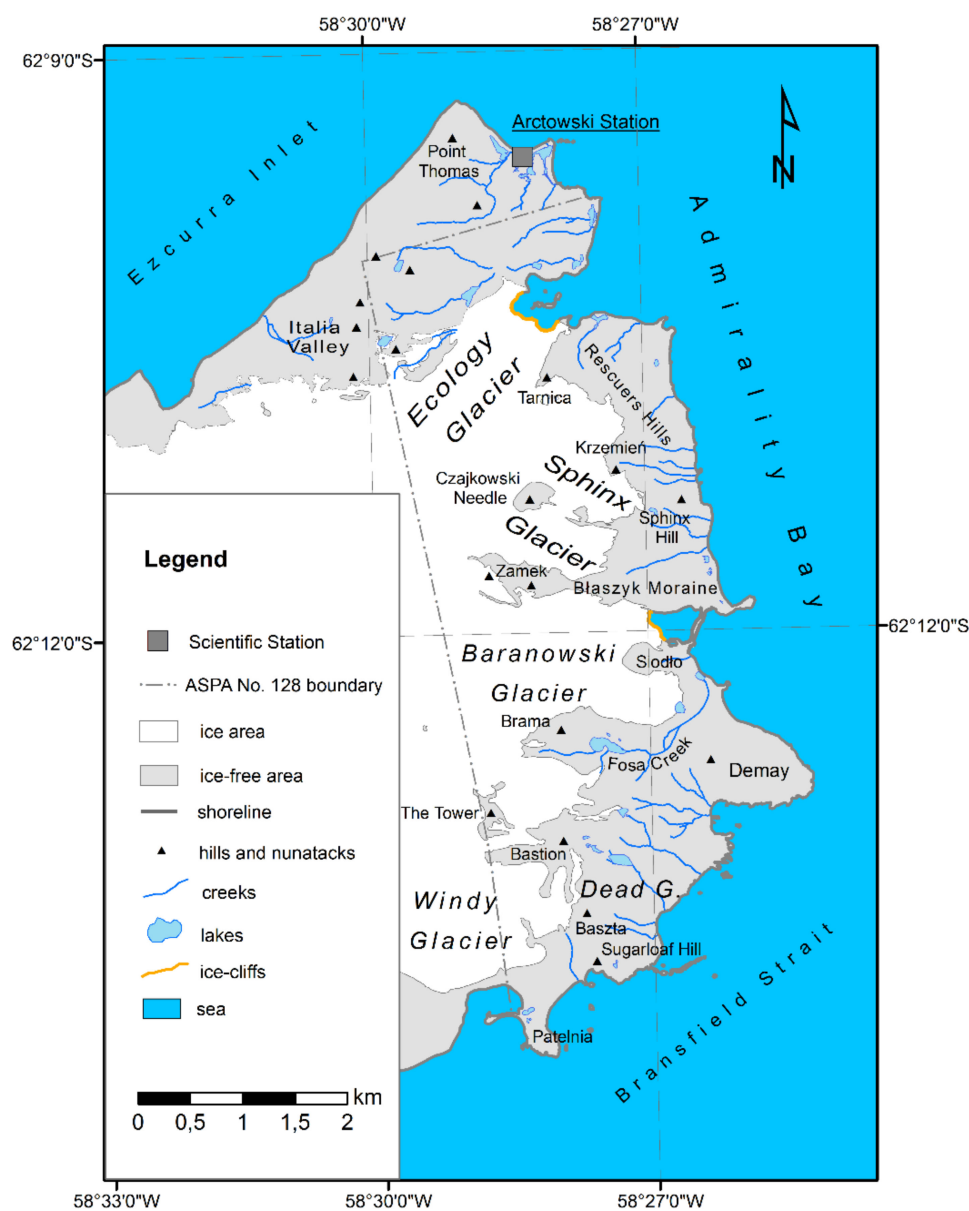 58°30'0"W
58°27'0"W
62°9'0"S
Arctowski Station
Point
Thomas
N
Ezcurra Inlet
Admirality Bay
Italia
Valley
Ecology
Glacier
Rescuers Hills
Tarnica
Krzemień
Sphinx
Glacier
Czajkowski
Needle
Sphinx
Hill
Zamek
Błaszyk Moraine
62°12'0"S
62°12'0"S
Baranowski
Glacier
Siodło
Brama
Fosa Creek
Demay
The Tower
Bastion
Windy
Glacier
Dead G.
Baszta
Sugarloaf Hill
Bransfield Strait
Patelnia
Legend
Scientific Station
ASPA No. 128 boundary
ice area
ice-free area
shoreline
hills and nunatacks
creeks
lakes
ice-cliffs
sea
km
0 0,5 1 1,5 2
58°33'0"W
58°30'0"W
58°27'0"W